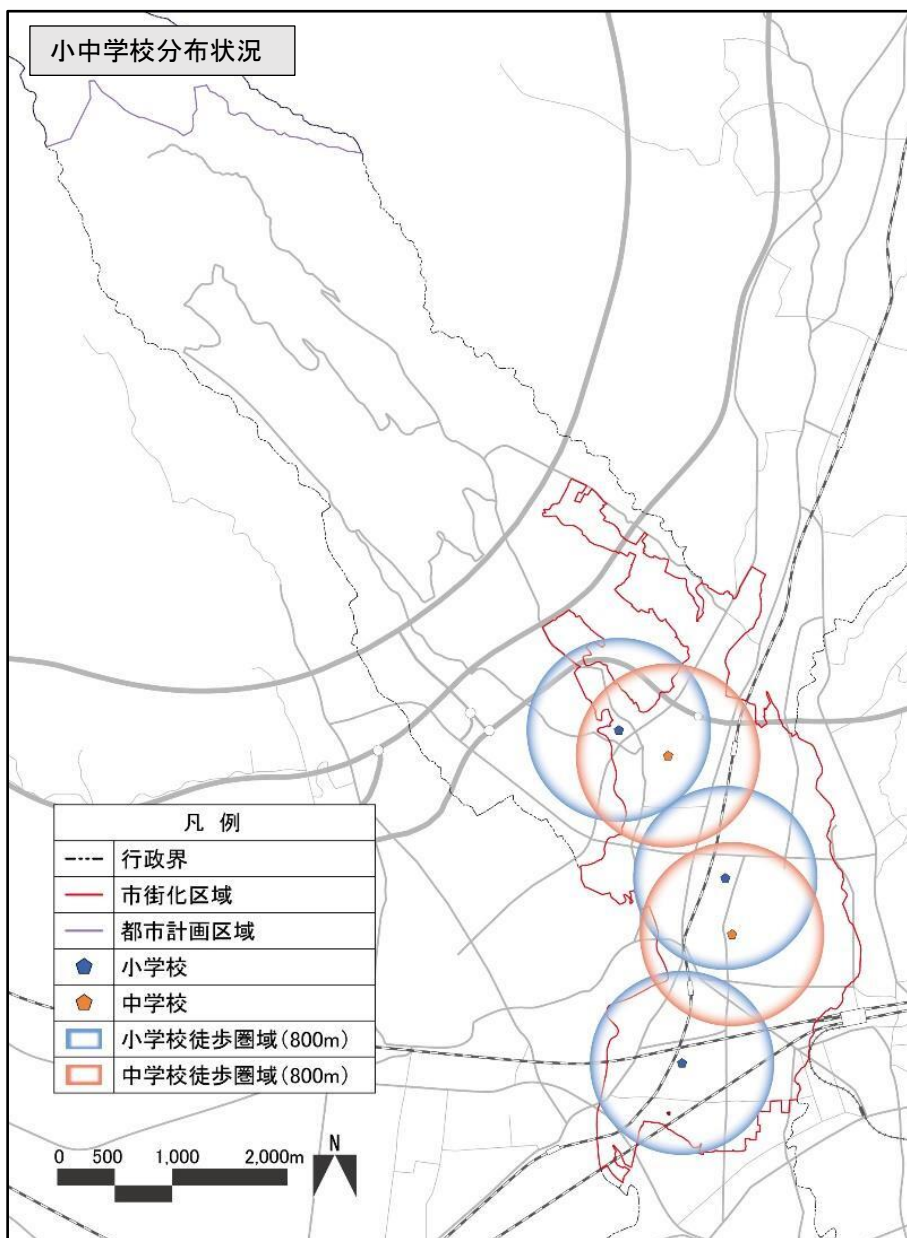 小中学校分布状況
凡 例
行政界
市街化区域
都市計画区域
小学校
中学校
小学校徒歩圏域(800m)
中学校徒歩圏域(800m)
0 500 1,000 2,000m
N